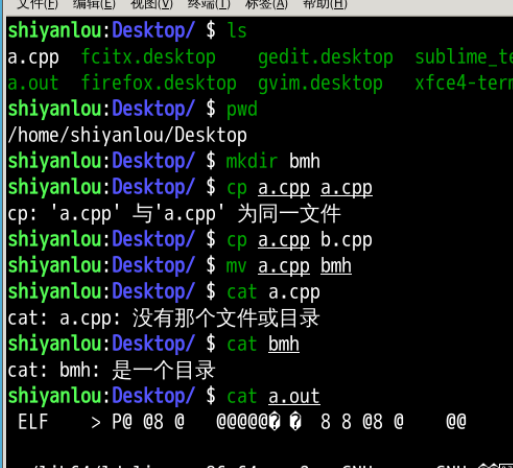 文件(F) 编辑(E) 视图(V) 终端(T) 标签(A) 帮助(H)
shiyanlou:Desktop/ $ ls
a.cpp fcitx.desktop gedit.desktop
a.out firefox.desktop gvim.desktop
shiyanlou:Desktop/ $ pwd
/home/shiyanlou/Desktop
shiyanlou:Desktop/ $ mkdir bmh
shiyanlou:Desktop/ $ cp a.cpp a.cpp
cp: 'a.cpp' 与'a.cpp' 为同一文件
shiyanlou:Desktop/ $ cp a.cpp b.cpp
shiyanlou:Desktop/ $ mv a.cpp bmh
shiyanlou:Desktop/ $ cat a.cpp
cat: a.cpp: 没有那个文件或目录
shiyanlou:Desktop/ $ cat bmh
cat: bmh: 是一个目录
shiyanlou:Desktop/ $ cat a.out
ELF > P@ @8 @ @@@@@� � 8 8 @8 @ @@